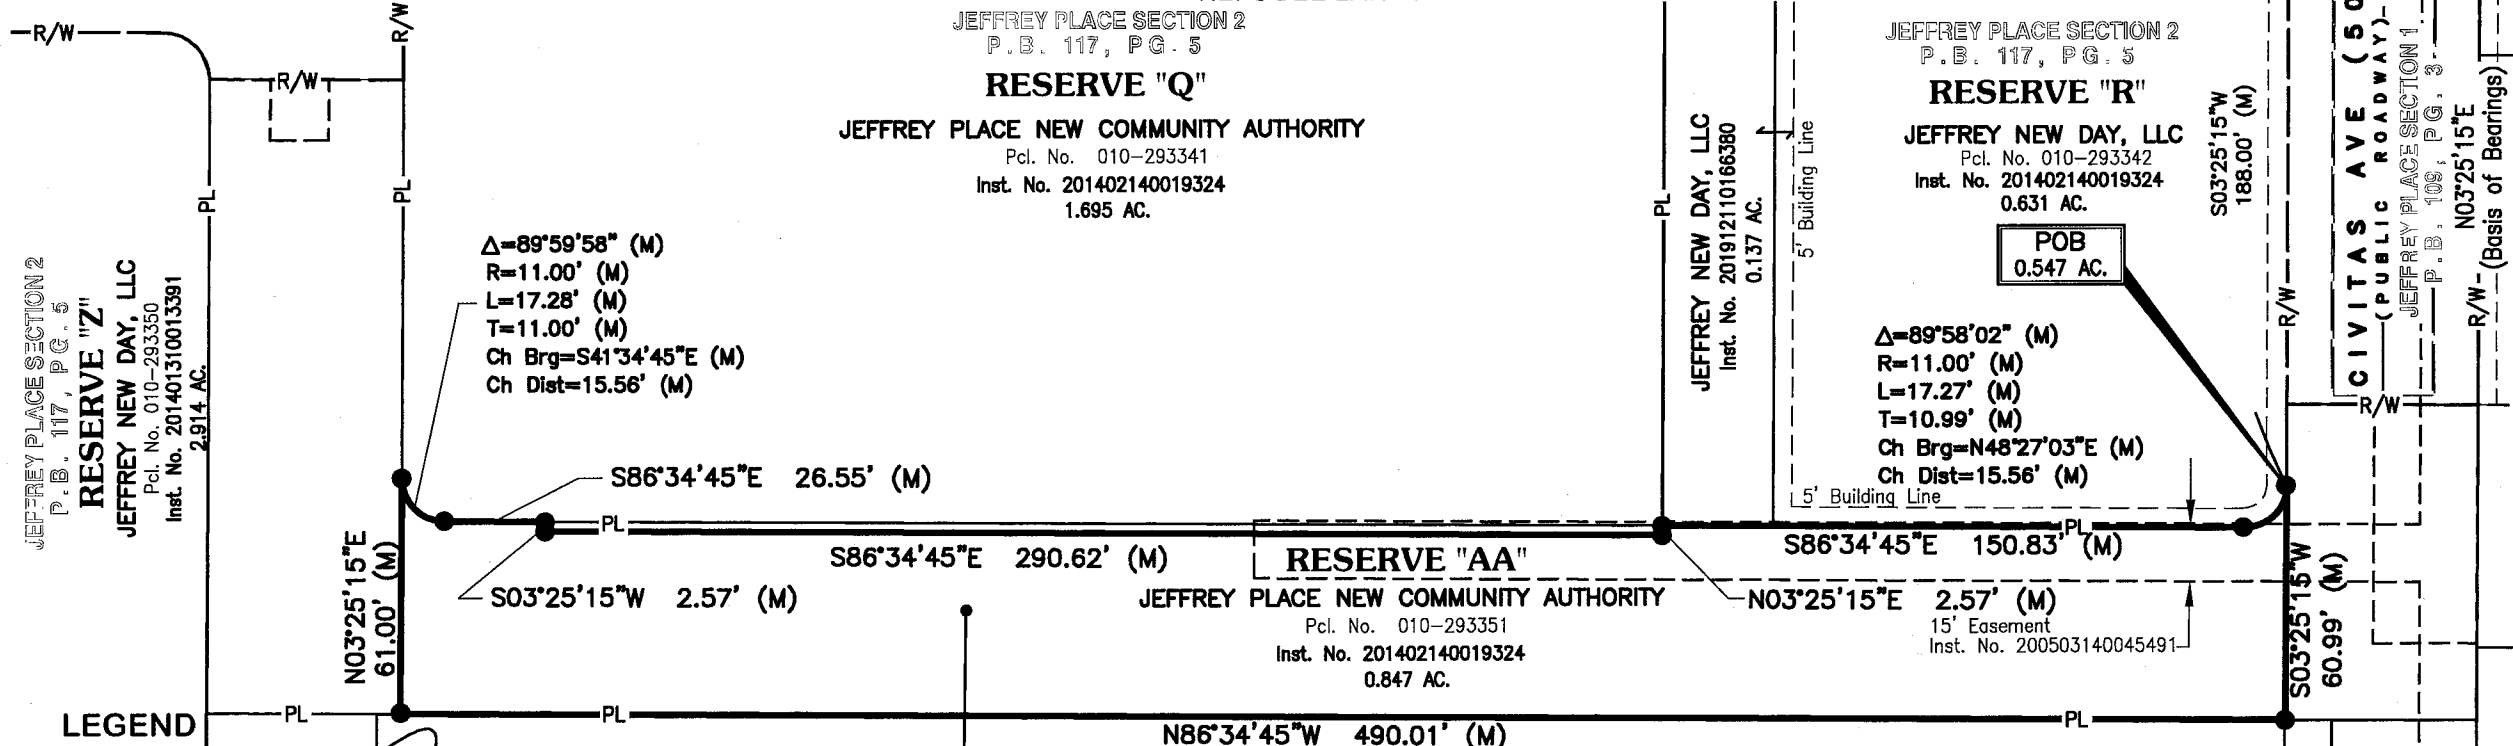 R/W
R/W
R/W
PL
PL
JEFFREY PLACE SECTION 2
P.B. 117, PG. 5
RESERVE "Z"
JEFFREY NEW DAY, LLC
Pcl. No. 010-293350
Inst. No. 201401310013391
2.914 AC.
JEFFREY PLACE SECTION 2
P.B. 117, PG. 5
RESERVE "Q"
JEFFREY PLACE NEW COMMUNITY AUTHORITY
Pcl. No. 010-293341
Inst. No. 201402140019324
1.695 AC.
Δ=89°59'58" (M)
R=11.00' (M)
L=17.28' (M)
T=11.00' (M)
Ch Brg=S41°34'45"E (M)
Ch Dist=15.56' (M)
PL
JEFFREY NEW DAY, LLC
Inst. No. 201912110166380
0.137 AC.
5' Building Line
JEFFREY PLACE SECTION 2
P.B. 117, PG. 5
RESERVE "R"
JEFFREY NEW DAY, LLC
Pcl. No. 010-293342
Inst. No. 201402140019324
0.631 AC.
S03°25'15"W
188.00' (M)
POB
0.547 AC.
Δ=89°58'02" (M)
R=11.00' (M)
L=17.27' (M)
T=10.99' (M)
Ch Brg=N48°27'03"E (M)
Ch Dist=15.56' (M)
5' Building Line
R/W
CIVITAS AVE (50
(PUBLIC ROADWAY)
JEFFREY PLACE SECTION 1
P.B. 109, PG. 3
N03°25'15"E
(Basis of Bearings)
R/W
R/W
S86°34'45"E 26.55' (M)
PL
S86°34'45"E 290.62' (M)
S03°25'15"W 2.57' (M)
N03°25'15"E
61.00' (M)
RESERVE "AA"
JEFFREY PLACE NEW COMMUNITY AUTHORITY
Pcl. No. 010-293351
Inst. No. 201402140019324
0.847 AC.
PL
S86°34'45"E 150.83' (M)
N03°25'15"E 2.57' (M)
15' Easement
Inst. No. 200503140045491
S03°25'15"W
60.99' (M)
LEGEND
PL
PL
PL
N86°34'45"W 490.01' (M)